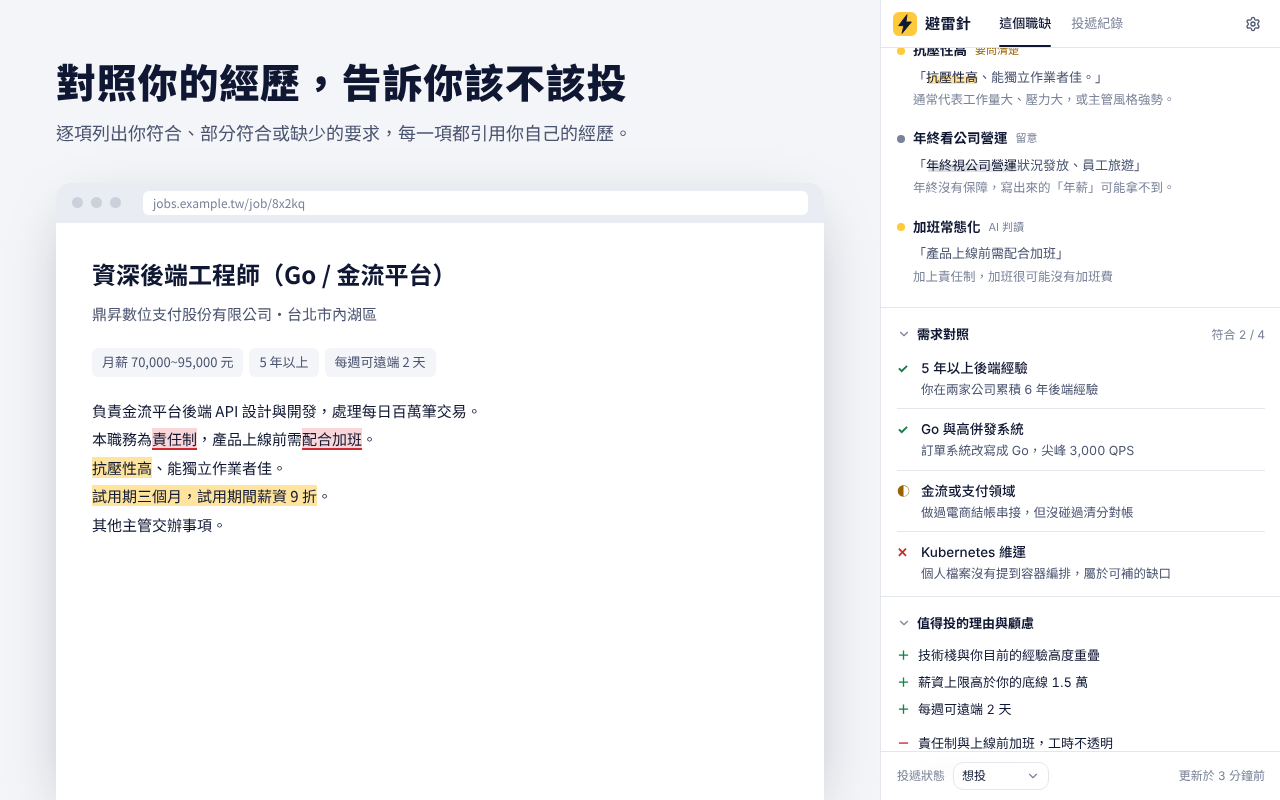 對照你的經歷，告訴你該不該投
逐項列出你符合、部分符合或缺少的要求，每一項都引用你自己的經歷。
jobs.example.tw/job/8x2kq
資深後端工程師（Go / 金流平台）
鼎昇數位支付股份有限公司・台北市內湖區
月薪 70,000~95,000 元
5 年以上
每週可遠端 2 天
負責金流平台後端 API 設計與開發，處理每日百萬筆交易。
本職務為責任制，產品上線前需配合加班。
抗壓性高、能獨立作業者佳。
試用期三個月，試用期間薪資 9 折。
其他主管交辦事項。
避雷針
這個職缺
投遞紀錄
抗壓性高 要問清楚
「抗壓性高、能獨立作業者佳。」
通常代表工作量大、壓力大，或主管風格強勢。
年終看公司營運 留意
「年終視公司營運狀況發放、員工旅遊」
年終沒有保障，寫出來的「年薪」可能拿不到。
加班常態化 AI 判讀
「產品上線前需配合加班」
加上責任制，加班很可能沒有加班費
需求對照 符合 2 / 4
5 年以上後端經驗
你在兩家公司累積 6 年後端經驗
Go 與高併發系統
訂單系統改寫成 Go，尖峰 3,000 QPS
金流或支付領域
做過電商結帳串接，但沒碰過清分對帳
Kubernetes 維運
個人檔案沒有提到容器編排，屬於可補的缺口
值得投的理由與顧慮
技術棧與你目前的經驗高度重疊
薪資上限高於你的底線 1.5 萬
每週可遠端 2 天
責任制與上線前加班，工時不透明
投遞狀態 想投 更新於 3 分鐘前